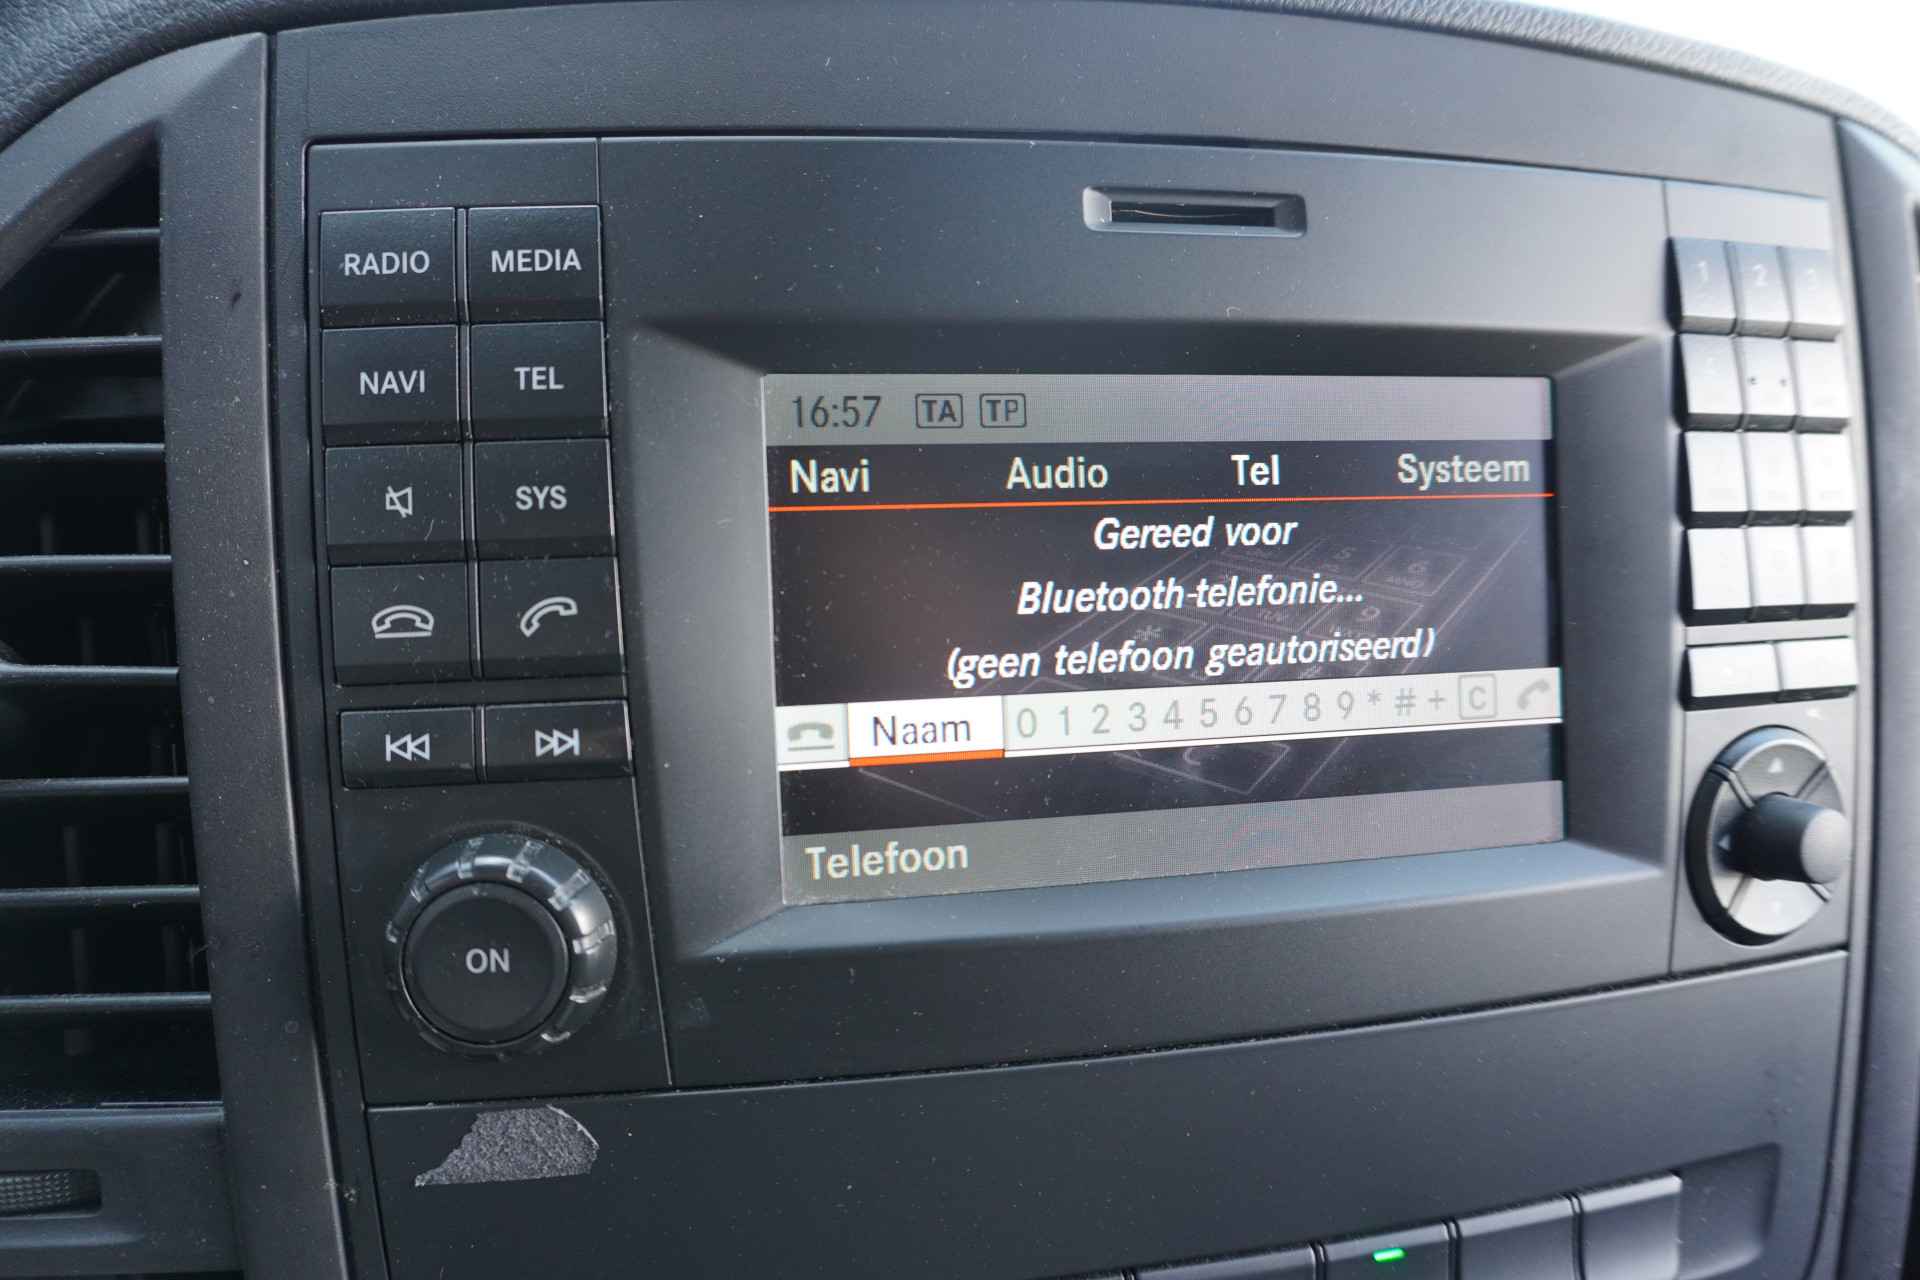 RADIO MEDIA
NAVI TEL
SYS
ON
16:57 TA TP
Navi Audio Tel Systeem
Gereed voor
Bluetooth-telefonie...
(geen telefoon geautoriseerd)
Naam 0 1 2 3 4 5 6 7 8 9 * # + C
Telefoon
1 2 3